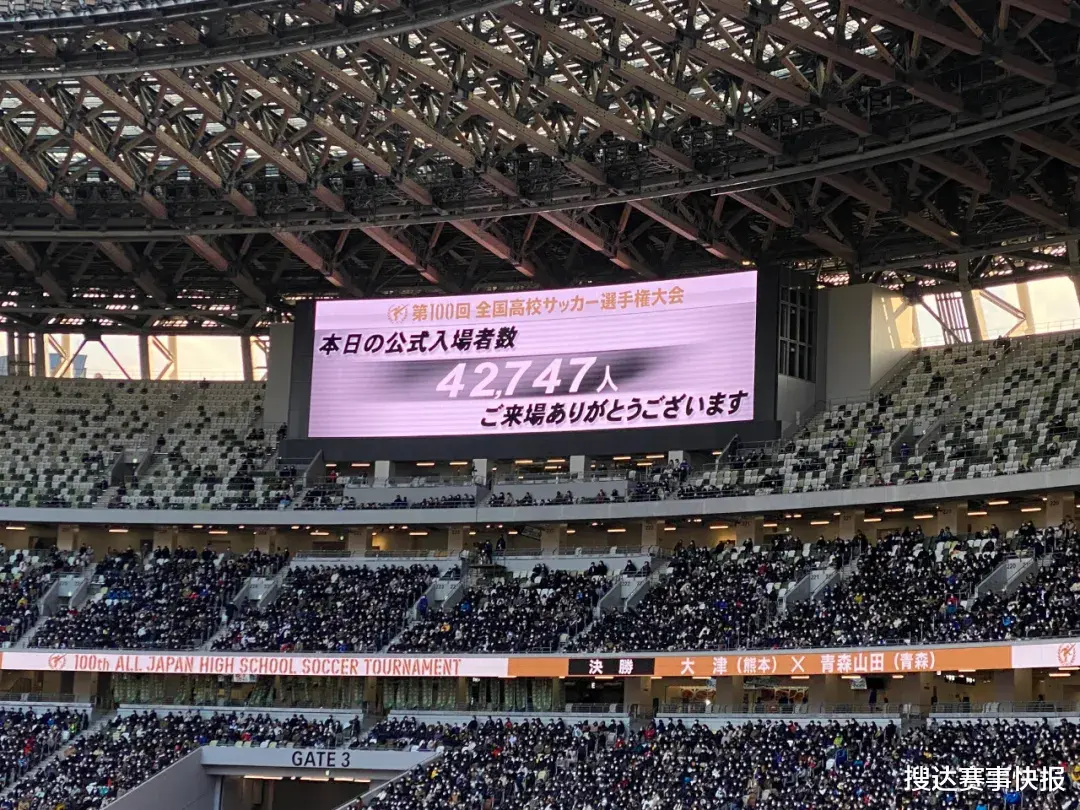 第100回 全国高校サッカー選手権大会
本日の公式入場者数
42,747人
ご来場ありがとうございます
100th ALL JAPAN HIGH SCHOOL SOCCER TOURNAMENT 決勝 大津(熊本)×青森山田(青森)
GATE 3
搜达赛事快报